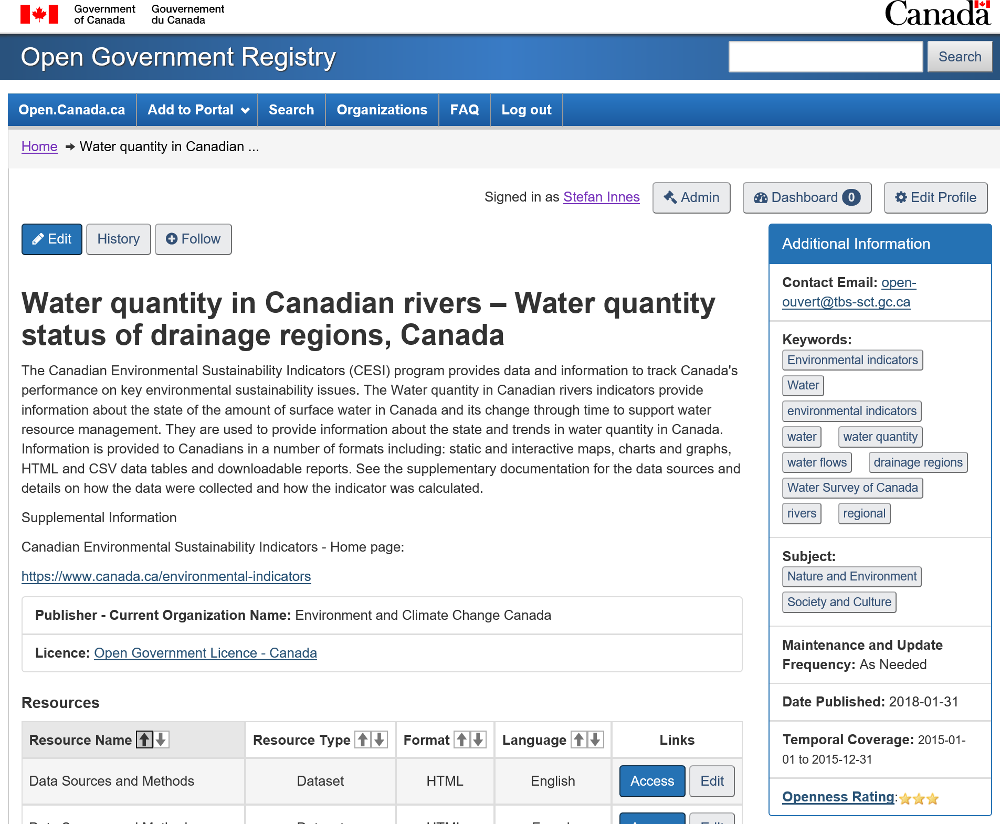 Government of Canada
Gouvernement du Canada
Canada
Open Government Registry
Search
Open.Canada.ca
Add to Portal
Search
Organizations
FAQ
Log out
Home ➔ Water quantity in Canadian ...
Signed in as Stefan Innes
Admin
Dashboard 0
Edit Profile
Edit
History
Follow
Water quantity in Canadian rivers – Water quantity
status of drainage regions, Canada
The Canadian Environmental Sustainability Indicators (CESI) program provides data and information to track Canada's
performance on key environmental sustainability issues. The Water quantity in Canadian rivers indicators provide
information about the state of the amount of surface water in Canada and its change through time to support water
resource management. They are used to provide information about the state and trends in water quantity in Canada.
Information is provided to Canadians in a number of formats including: static and interactive maps, charts and graphs,
HTML and CSV data tables and downloadable reports. See the supplementary documentation for the data sources and
details on how the data were collected and how the indicator was calculated.
Supplemental Information
Canadian Environmental Sustainability Indicators - Home page:
https://www.canada.ca/environmental-indicators
Publisher - Current Organization Name: Environment and Climate Change Canada
Licence: Open Government Licence - Canada
Resources
Resource Name
Resource Type
Format
Language
Links
Data Sources and Methods
Dataset
HTML
English
Access
Edit
Additional Information
Contact Email: open-
ouvert@tbs-sct.gc.ca
Keywords:
Environmental indicators
Water
environmental indicators
water
water quantity
water flows
drainage regions
Water Survey of Canada
rivers
regional
Subject:
Nature and Environment
Society and Culture
Maintenance and Update
Frequency: As Needed
Date Published: 2018-01-31
Temporal Coverage: 2015-01-
01 to 2015-12-31
Openness Rating: